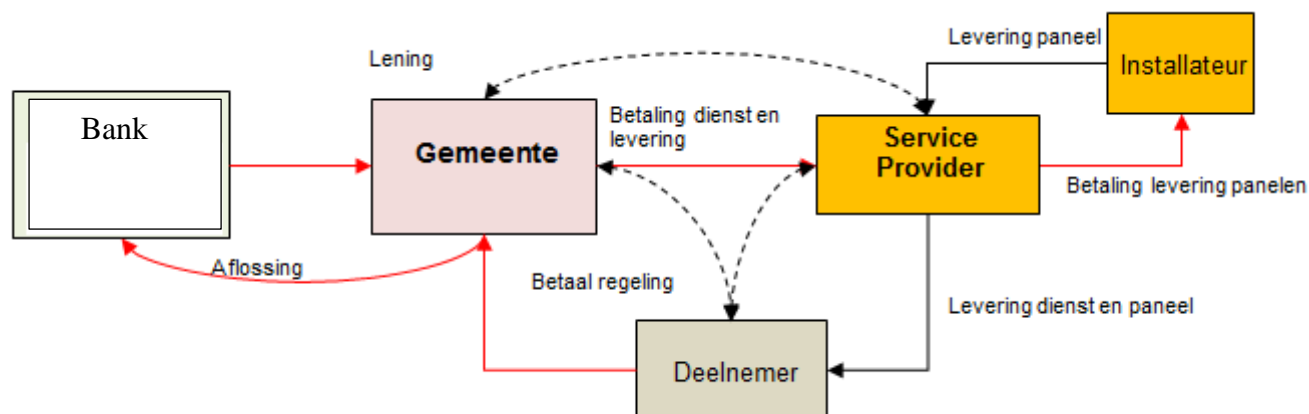 Levering paneel
Installateur
Lening
Bank
Betaling dienst en
levering
Gemeente
Service
Provider
Betaling levering panelen
Aflossing
Betaal regeling
Levering dienst en paneel
Deelnemer